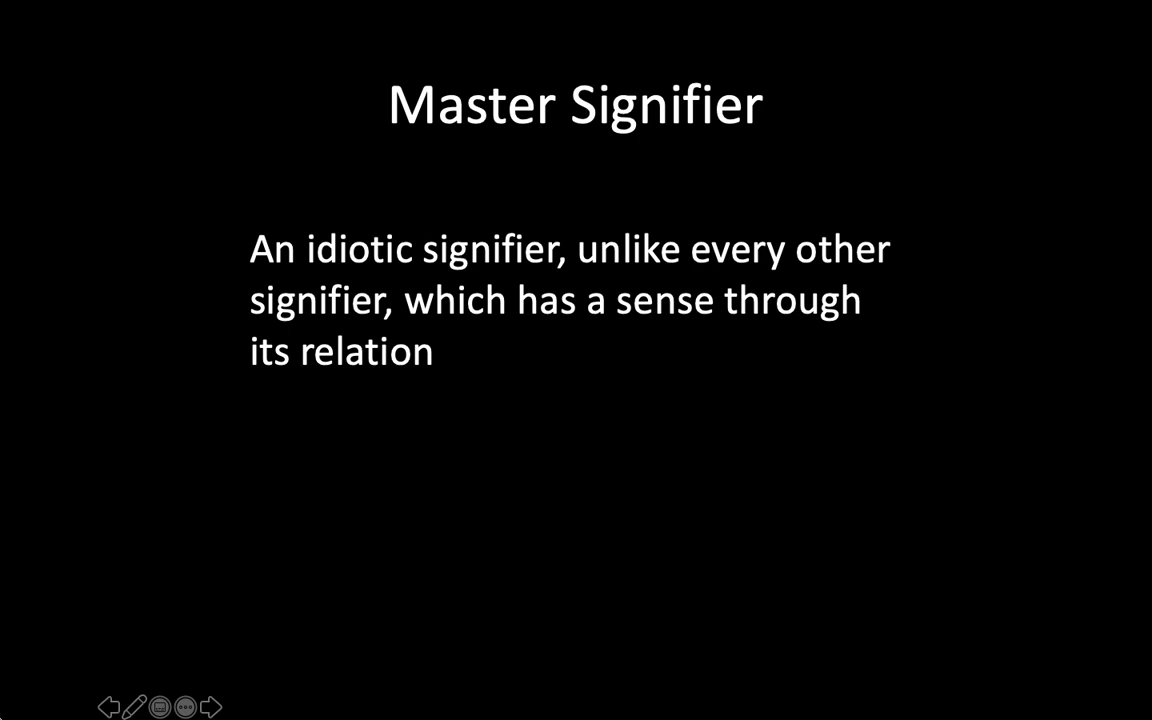 Master Signifier
An idiotic signifier, unlike every other
signifier, which has a sense through
its relation